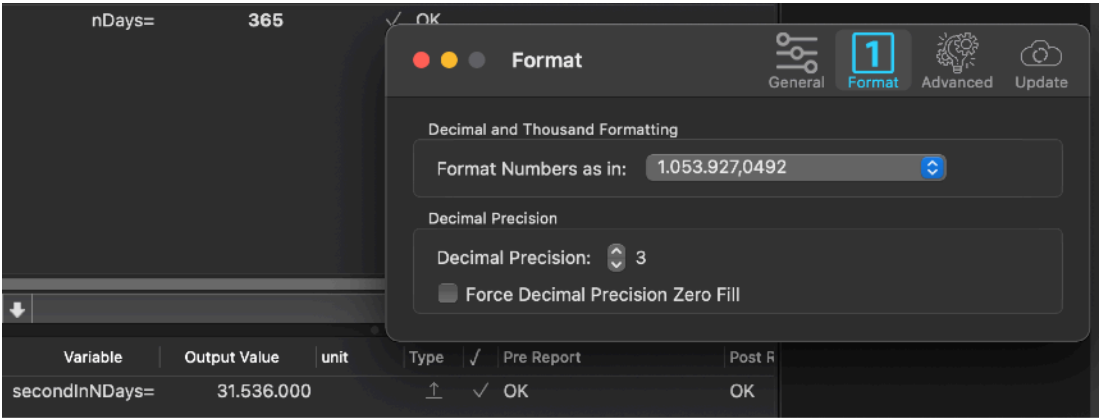 nDays= 365 ✓ OK
Format
General Format Advanced Update
Decimal and Thousand Formatting
Format Numbers as in: 1.053.927,0492
Decimal Precision
Decimal Precision: 3
Force Decimal Precision Zero Fill
Variable Output Value unit Type √ Pre Report Post R
secondInNDays= 31.536.000 ↑ ✓ OK OK